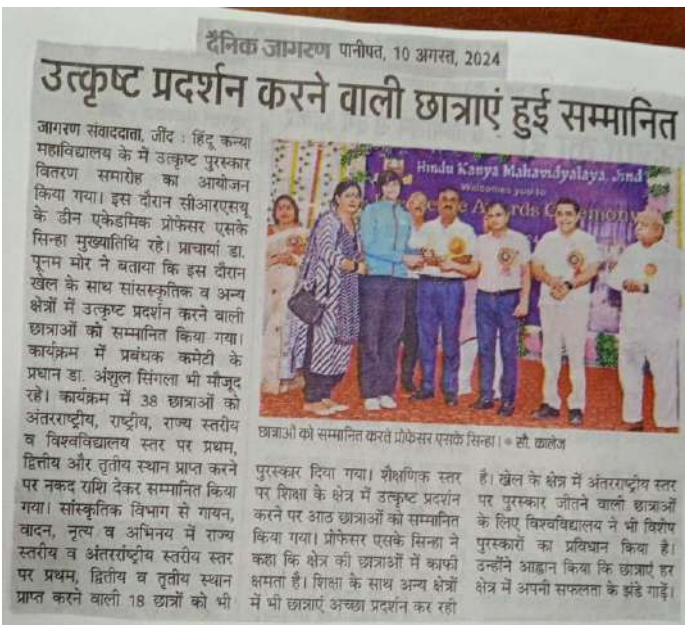 दैनिक जागरण पानीपत, 10 अगस्त, 2024
उत्कृष्ट प्रदर्शन करने वाली छात्राएं हुई सम्मानित
जागरण संवाददाता, जींद : हिंदू कन्या
महाविद्यालय के में उत्कृष्ट पुरस्कार
वितरण समारोह का आयोजन
किया गया। इस दौरान सीआरएसयू
के डीन एकेडमिक प्रोफेसर एसके
सिन्हा मुख्यातिथि रहे। प्राचार्या डा.
पूनम मोर ने बताया कि इस दौरान
खेल के साथ सांसस्कृतिक व अन्य
क्षेत्रों में उत्कृष्ट प्रदर्शन करने वाली
छात्राओं को सम्मानित किया गया।
कार्यक्रम में प्रबंधक कमेटी के
प्रधान डा. अंशुल सिंगला भी मौजूद
रहे। कार्यक्रम में 38 छात्राओं को
अंतरराष्ट्रीय, राष्ट्रीय, राज्य स्तरीय
व विश्वविद्यालय स्तर पर प्रथम,
द्वितीय और तृतीय स्थान प्राप्त करने
पर नकद राशि देकर सम्मानित किया
गया। सांस्कृतिक विभाग से गायन,
वादन, नृत्य व अभिनय में राज्य
स्तरीय व अंतरर्राष्ट्रीय स्तरीय स्तर
पर प्रथम, द्वितीय व तृतीय स्थान
प्राप्त करने वाली 18 छात्रों को भी
Hindu Kanya Mahavidyalaya, Jind
Welcomes you to
Awards Ceremony
छात्राओं को सम्मानित करते प्रोफेसर एसके सिन्हा। • सौ. कालेज
पुरस्कार दिया गया। शैक्षणिक स्तर
पर शिक्षा के क्षेत्र में उत्कृष्ट प्रदर्शन
करने पर आठ छात्राओं को सम्मानित
किया गया। प्रोफेसर एसके सिन्हा ने
कहा कि क्षेत्र की छात्राओं में काफी
क्षमता है। शिक्षा के साथ अन्य क्षेत्रों
में भी छात्राएं अच्छा प्रदर्शन कर रही
है। खेल के क्षेत्र में अंतरराष्ट्रीय स्तर
पर पुरस्कार जीतने वाली छात्राओं
के लिए विश्वविद्यालय ने भी विशेष
पुरस्कारों का प्रविधान किया है।
उन्होंने आह्वान किया कि छात्राएं हर
क्षेत्र में अपनी सफलता के झंडे गाड़ें।